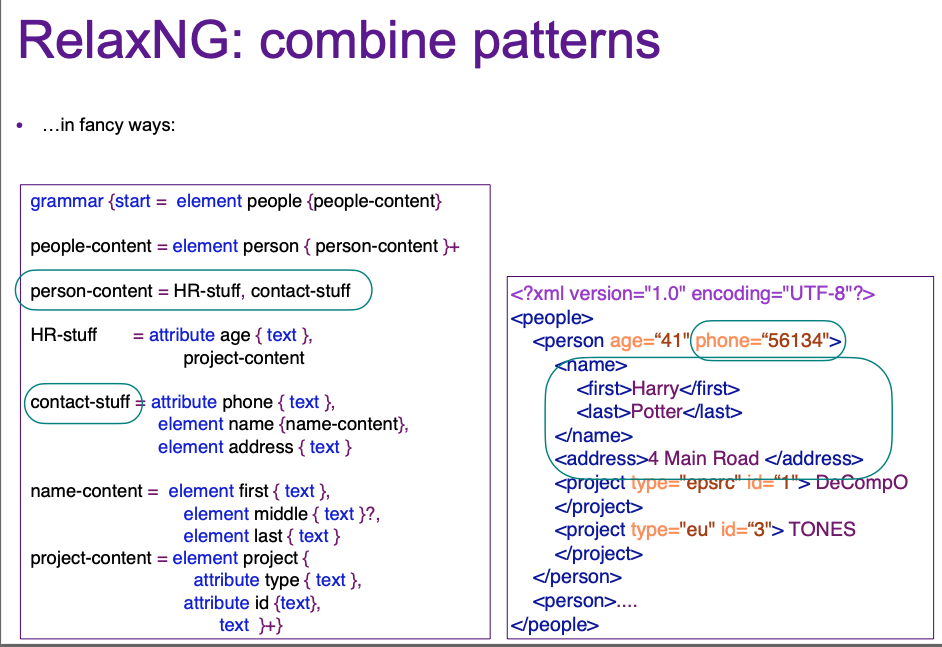 RelaxNG: combine patterns
• …in fancy ways:
grammar {start = element people {people-content}
people-content = element person { person-content }+
person-content = HR-stuff, contact-stuff
HR-stuff = attribute age { text },
project-content
contact-stuff = attribute phone { text },
element name {name-content},
element address { text }
name-content = element first { text },
element middle { text }?,
element last { text }
project-content = element project {
attribute type { text },
attribute id {text},
text }+}
<?xml version="1.0" encoding="UTF-8"?>
<people>
<person age=“41" phone=“56134">
<name>
<first>Harry</first>
<last>Potter</last>
</name>
<address>4 Main Road </address>
<project type="epsrc" id=“1"> DeCompO
</project>
<project type="eu" id=“3"> TONES
</project>
</person>
<person>....
</people>